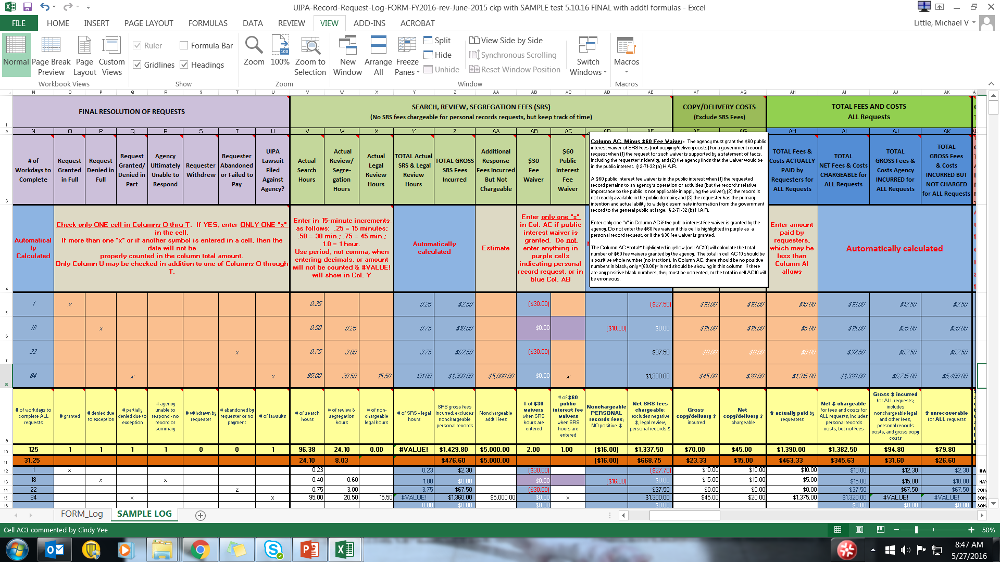 UIPA-Record-Request-Log-FORM-FY2016-rev-June-2015 ckp with SAMPLE test 5.10.16 FINAL with addtl formulas - Excel
FILE HOME INSERT PAGE LAYOUT FORMULAS DATA REVIEW VIEW ADD-INS ACROBAT
Little, Michael V
Normal
Page Break Preview
Page Layout
Custom Views
Workbook Views
Ruler
Formula Bar
Gridlines
Headings
Show
Zoom
100%
100
Zoom to Selection
Zoom
New Window
Arrange All
Freeze Panes
Split
Hide
Unhide
View Side by Side
Synchronous Scrolling
Reset Window Position
Switch Windows
Window
Macros
Macros
N O P Q R S T U V W X Y Z AA AB AC AD AE AF AG AH AI AJ AK
1
FINAL RESOLUTION OF REQUESTS
SEARCH, REVIEW, SEGREGATION FEES (SRS)
(No SRS fees chargeable for personal records requests, but keep track of time)
COPY/DELIVERY COSTS
(Exclude SRS Fees)
TOTAL FEES AND COSTS
ALL Requests
2 N O P Q R S T U V W X Y Z AA AB AC AD AE AF AG AH AI AJ AK AL
3
# of Workdays to Complete
Request Granted in Full
Request Denied in Full
Request Granted/ Denied in Part
Agency Ultimately Unable to Respond
Requester Withdrew
Requester Abandoned or Failed to Pay
UIPA Lawsuit Filed Against Agency?
Actual Search Hours
Actual Review/ Segre- gation Hours
Actual Legal Review Hours
TOTAL Actual SRS & Legal Review Hours
TOTAL GROSS SRS Fees Incurred
Additional Response Fees Incurred But Not Chargeable
$30 Fee Waiver
$60 Public Interest Fee Waiver
Column AC, Minus $60 Fee Waiver: The agency must grant the $60 public
interest waiver of SRS fees (not copying/delivery costs) for a government record
request when (1) the request for such waiver is supported by a statement of facts,
including the requester's identity, and (2) the agency finds that the waiver would be
in the public interest. § 2-71-32 (a) H.A.R.
A $60 public interest fee waiver is in the public interest when (1) the requested
record pertains to an agency's operation or activities (but the record's relative
importance to the public is not applicable in applying the waiver); (2) the record is
not readily available in the public domain; and (3) the requester has the primary
intention and actual ability to widely disseminate information from the government
record to the general public at large. § 2-71-32 (b) H.A.R.
Enter only one "x" in Column AC if the public interest fee waiver is granted by the
agency. Do not enter the $60 fee waiver if this cell is highlighted in purple as a
personal record request, or if the $30 fee waiver is granted.
The Column AC "total" highlighted in yellow (cell AC10) will calculate the total
number of $60 fee waivers granted by the agency. The total in cell AC 10 should be
a positive whole number (no fraction). In Column AC, there should be no positive
numbers in black; only "(60.00)" in red should be showing in this column. If there
are any positive black numbers, they must be corrected, or the total in cell AC10 will
be erroneous.
TOTAL Fees & Costs ACTUALLY PAID by Requesters for ALL Requests
TOTAL NET Fees & Costs CHARGEABLE for ALL Requests
TOTAL GROSS Fees & Costs Agency INCURRED for ALL Requests
TOTAL GROSS Fees & Costs INCURRED BUT NOT CHARGED for ALL Requests
4
Automatical ly Calculated
Check only ONE cell in Columns O thru T. If YES, enter ONLY ONE "x"
in the cell.
If more than one "x" or if another symbol is entered in a cell, then the
data will not be
properly counted in the column total amount.
Only Column U may be checked in addition to one of Columns O through
T.
Enter in 15-minute increments
as follows: .25 = 15 minutes;
.50 = 30 min.; .75 = 45 min.;
1.0 = 1 hour.
Use period, not comma, when
entering decimals, or amount
will not be counted & #VALUE!
will show in Col. Y
Automatically calculated
Estimate
Enter only one "x"
in Col. AC if public
interest waiver is
granted. Do not
enter anything in
purple cells
indicating personal
record request, or in
blue Col. AB
Enter amount paid by requesters, which may be less than Column AI allows
Automatically calculated
5 1 x 0.25 0.25 $2.50 ($30.00) ($27.50) $10.00 $10.00 $10.00 $10.00 $12.50 $2.50
6 18 x 0.50 0.25 0.75 $10.00 $0.00 ($10.00) $0.00 $15.00 $15.00 $5.00 $15.00 $25.00 $20.00
7 22 x 0.75 3.00 3.75 $67.50 ($30.00) $37.50 $0.00 $0.00 $0.00 $37.50 $67.50 $67.50
8 84 x x 95.00 20.50 15.50 131.00 $1,360.00 $5,000.00 $0.00 x $1,300.00 $45.00 $20.00 $1,315.00 $1,320.00 $6,715.00 $5,400.00
9
# of workdays to complete ALL requests
# granted
# denied due to exception
# partially denied due to exception
# agency unable to respond - no record or summary
# withdrawn by requester
# abandoned by requester or no payment
# of lawsuits
# of search hours
# of review & segregation hours
# of non- chargeable legal hours
# of SRS + legal hours
SRS gross fees incurred; excludes nonchargeable personal records
Nonchargeable addt'l fees
# of $30 waivers when SRS hours are entered
# of $60 public interest fee waivers when SRS hours are entered
Nonchargeable PERSONAL records fees; NO positive $
Net SRS fees chargeable; excludes negative $, legal review, personal records $
Gross copy/delivery $ incurred
Net copy/delivery $ chargeable
$ actually paid by requesters
Net $ chargeable for fees and costs for ALL requests; includes personal records costs, but not fees
Gross $ incurred for ALL requests; includes nonchargeable legal and other fees, personal records costs, and gross copy costs
$ unrecoverable for ALL requests
10 125 1 1 1 1 0 0 1 96.38 24.10 0.00 #VALUE! $1,429.80 $5,000.00 2.00 1.00 ($16.00) $1,337.50 $70.00 $45.00 $1,390.00 $1,382.50 $94.80 $79.80
11 31.25 24.10 8.03 $476.60 $5,000.00 ($16.00) $668.75 $23.33 $15.00 $463.33 $345.63 $31.60 $26.60
12 1 x 0.23 0.23 $2.30 ($30.00) ($27.70) $10.00 $10.00 $10.00 $10.00 $12.30 $2.30 HA
13 18 x x 0.40 0.60 1.00 $0.00 $0.00 ($16.00) $0.00 $15.00 $15.00 $5.00 $15.00 $15.00 $10.00 HAV
14 22 z 0.75 3.00 3.75 $67.50 ($30.00) $37.50 $0.00 $0.00 $0.00 $37.50 $67.50 $67.50 SOHA
15 84 x x 95.00 20.50 15,50 #VALUE! $1,360.00 $5,000.00 $0.00 x $1,300.00 $45.00 $20.00 $1,375.00 $1,320.00 #VALUE! #VALUE! SOHA
16 0.00 $0.00 $0.00 $0.00 $0.00 $0.00 $0.00
FORM_Log SAMPLE LOG
Cell AC3 commented by Cindy Yee
50%
8:47 AM
5/27/2016